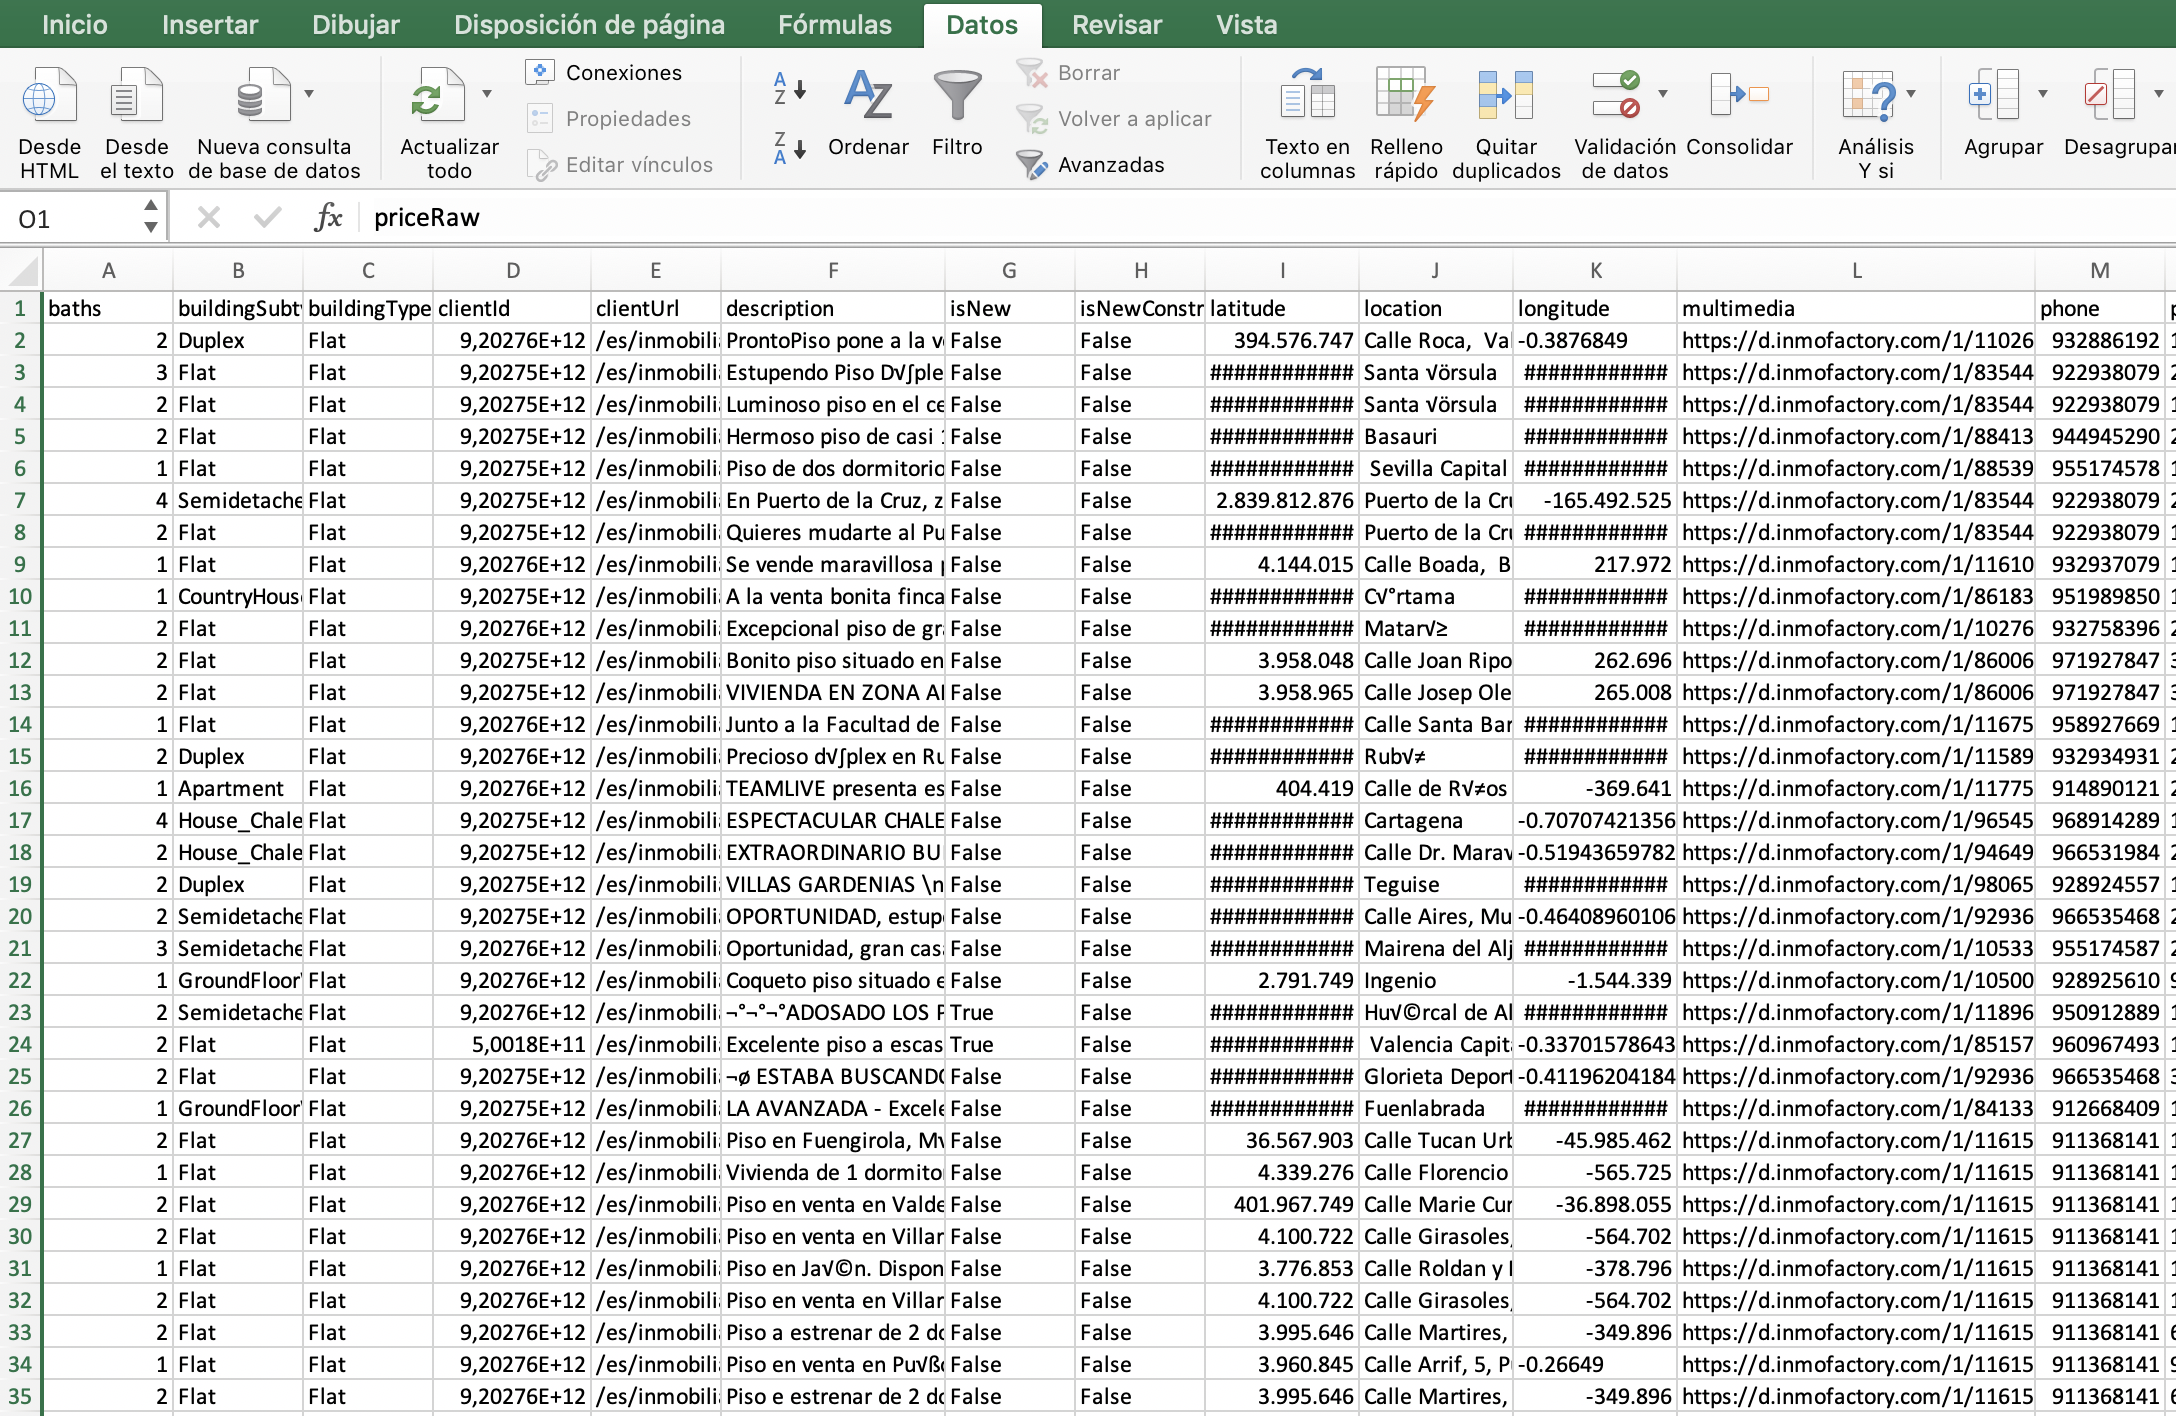 Inicio Insertar Dibujar Disposición de página Fórmulas Datos Revisar Vista
Desde HTML Desde el texto Nueva consulta de base de datos Actualizar todo Conexiones Propiedades Editar vínculos Ordenar Filtro Borrar Volver a aplicar Avanzadas Texto en columnas Relleno rápido Quitar duplicados Validación de datos Consolidar Análisis Y si Agrupar Desagrupar
O1 fx priceRaw
A B C D E F G H I J K L M
1 baths buildingSubt buildingType clientId clientUrl description isNew isNewConstr latitude location longitude multimedia phone
2 2 Duplex Flat 9,20276E+12 /es/inmobili ProntoPiso pone a la v False False 394.576.747 Calle Roca, Val -0.3876849 https://d.inmofactory.com/1/11026 932886192
3 3 Flat Flat 9,20275E+12 /es/inmobili Estupendo Piso D√∫ple False False ############ Santa √örsula ############ https://d.inmofactory.com/1/83544 922938079
4 2 Flat Flat 9,20275E+12 /es/inmobili Luminoso piso en el ce False False ############ Santa √örsula ############ https://d.inmofactory.com/1/83544 922938079
5 2 Flat Flat 9,20275E+12 /es/inmobili Hermoso piso de casi 1 False False ############ Basauri ############ https://d.inmofactory.com/1/88413 944945290
6 1 Flat Flat 9,20275E+12 /es/inmobili Piso de dos dormitorio False False ############ Sevilla Capital ############ https://d.inmofactory.com/1/88539 955174578
7 4 Semidetache Flat 9,20275E+12 /es/inmobili En Puerto de la Cruz, z False False 2.839.812.876 Puerto de la Cru -165.492.525 https://d.inmofactory.com/1/83544 922938079
8 2 Flat Flat 9,20275E+12 /es/inmobili Quieres mudarte al Pu False False ############ Puerto de la Cru ############ https://d.inmofactory.com/1/83544 922938079
9 1 Flat Flat 9,20276E+12 /es/inmobili Se vende maravillosa p False False 4.144.015 Calle Boada, B 217.972 https://d.inmofactory.com/1/11610 932937079
10 1 CountryHous Flat 9,20275E+12 /es/inmobili A la venta bonita finca False False ############ C√°rtama ############ https://d.inmofactory.com/1/86183 951989850
11 2 Flat Flat 9,20276E+12 /es/inmobili Excepcional piso de gra False False ############ Matar√≥ ############ https://d.inmofactory.com/1/10276 932758396
12 2 Flat Flat 9,20275E+12 /es/inmobili Bonito piso situado en False False 3.958.048 Calle Joan Ripo 262.696 https://d.inmofactory.com/1/86006 971927847
13 2 Flat Flat 9,20275E+12 /es/inmobili VIVIENDA EN ZONA AL False False 3.958.965 Calle Josep Ole 265.008 https://d.inmofactory.com/1/86006 971927847
14 1 Flat Flat 9,20276E+12 /es/inmobili Junto a la Facultad de False False ############ Calle Santa Bar ############ https://d.inmofactory.com/1/11675 958927669
15 2 Duplex Flat 9,20276E+12 /es/inmobili Precioso d√∫plex en Ru False False ############ Rub√≠ ############ https://d.inmofactory.com/1/11589 932934931
16 1 Apartment Flat 9,20276E+12 /es/inmobili TEAMLIVE presenta es False False 404.419 Calle de R√≠os -369.641 https://d.inmofactory.com/1/11775 914890121
17 4 House_Chale Flat 9,20275E+12 /es/inmobili ESPECTACULAR CHALE False False ############ Cartagena -0.70707421356 https://d.inmofactory.com/1/96545 968914289
18 2 House_Chale Flat 9,20275E+12 /es/inmobili EXTRAORDINARIO BU False False ############ Calle Dr. Marav -0.51943659782 https://d.inmofactory.com/1/94649 966531984
19 2 Duplex Flat 9,20275E+12 /es/inmobili VILLAS GARDENIAS \n False False ############ Teguise ############ https://d.inmofactory.com/1/98065 928924557
20 2 Semidetache Flat 9,20275E+12 /es/inmobili OPORTUNIDAD, estupe False False ############ Calle Aires, Mu -0.46408960106 https://d.inmofactory.com/1/92936 966535468
21 3 Semidetache Flat 9,20276E+12 /es/inmobili Oportunidad, gran casa False False ############ Mairena del Alj ############ https://d.inmofactory.com/1/10533 955174587
22 1 GroundFloor Flat 9,20276E+12 /es/inmobili Coqueto piso situado e False False 2.791.749 Ingenio -1.544.339 https://d.inmofactory.com/1/10500 928925610
23 2 Semidetache Flat 9,20276E+12 /es/inmobili ¬°¬°¬°ADOSADO LOS P True False ############ Hu√©rcal de Al ############ https://d.inmofactory.com/1/11896 950912889
24 2 Flat Flat 5,0018E+11 /es/inmobili Excelente piso a escas True False ############ Valencia Capita -0.33701578643 https://d.inmofactory.com/1/85157 960967493
25 2 Flat Flat 9,20275E+12 /es/inmobili ¬ø ESTABA BUSCANDO False False ############ Glorieta Deport -0.41196204184 https://d.inmofactory.com/1/92936 966535468
26 1 GroundFloor Flat 9,20275E+12 /es/inmobili LA AVANZADA - Excele False False ############ Fuenlabrada ############ https://d.inmofactory.com/1/84133 912668409
27 2 Flat Flat 9,20276E+12 /es/inmobili Piso en Fuengirola, M√ False False 36.567.903 Calle Tucan Urb -45.985.462 https://d.inmofactory.com/1/11615 911368141
28 1 Flat Flat 9,20276E+12 /es/inmobili Vivienda de 1 dormito False False 4.339.276 Calle Florencio -565.725 https://d.inmofactory.com/1/11615 911368141
29 2 Flat Flat 9,20276E+12 /es/inmobili Piso en venta en Valde False False 401.967.749 Calle Marie Cur -36.898.055 https://d.inmofactory.com/1/11615 911368141
30 2 Flat Flat 9,20276E+12 /es/inmobili Piso en venta en Villar False False 4.100.722 Calle Girasoles, -564.702 https://d.inmofactory.com/1/11615 911368141
31 1 Flat Flat 9,20276E+12 /es/inmobili Piso en Ja√©n. Dispon False False 3.776.853 Calle Roldan y -378.796 https://d.inmofactory.com/1/11615 911368141
32 2 Flat Flat 9,20276E+12 /es/inmobili Piso en venta en Villar False False 4.100.722 Calle Girasoles, -564.702 https://d.inmofactory.com/1/11615 911368141
33 2 Flat Flat 9,20276E+12 /es/inmobili Piso a estrenar de 2 do False False 3.995.646 Calle Martires, -349.896 https://d.inmofactory.com/1/11615 911368141
34 1 Flat Flat 9,20276E+12 /es/inmobili Piso en venta en Pu√ßo False False 3.960.845 Calle Arrif, 5, P -0.26649 https://d.inmofactory.com/1/11615 911368141
35 2 Flat Flat 9,20276E+12 /es/inmobili Piso e estrenar de 2 do False False 3.995.646 Calle Martires, -349.896 https://d.inmofactory.com/1/11615 911368141